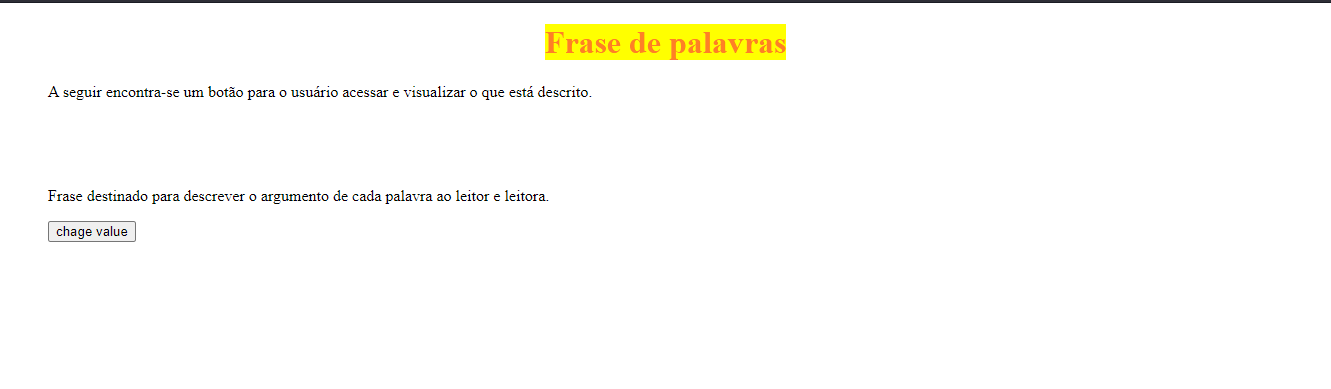 Frase de palavras
A seguir encontra-se um botão para o usuário acessar e visualizar o que está descrito.
Frase destinado para descrever o argumento de cada palavra ao leitor e leitora.
chage value